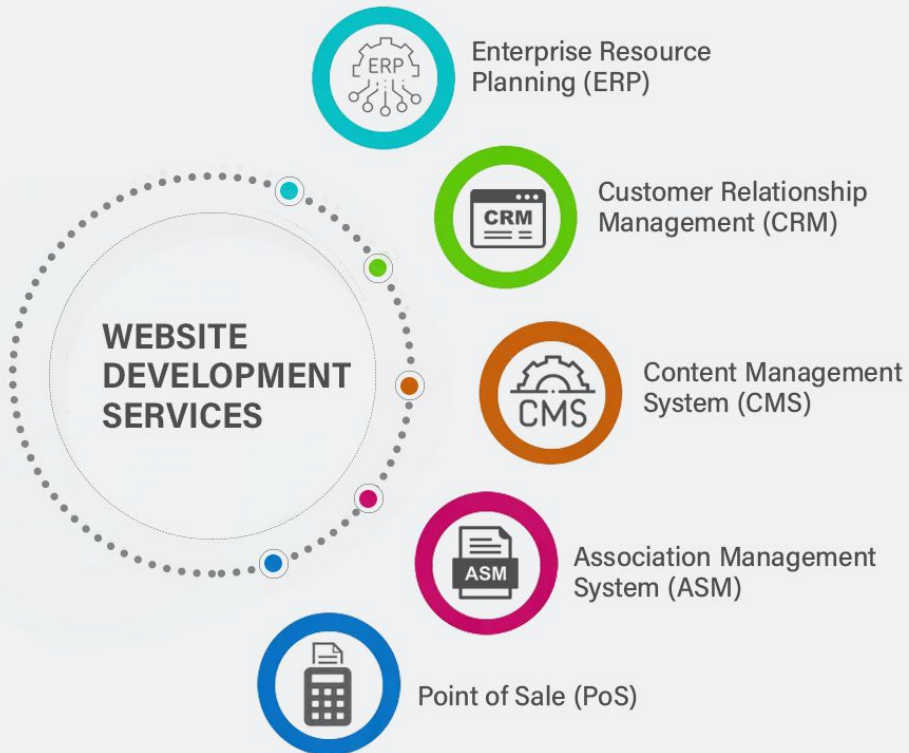 ERP
Enterprise Resource
Planning (ERP)
CRM
Customer Relationship
Management (CRM)
WEBSITE
DEVELOPMENT
SERVICES
CMS
Content Management
System (CMS)
ASM
Association Management
System (ASM)
Point of Sale (PoS)